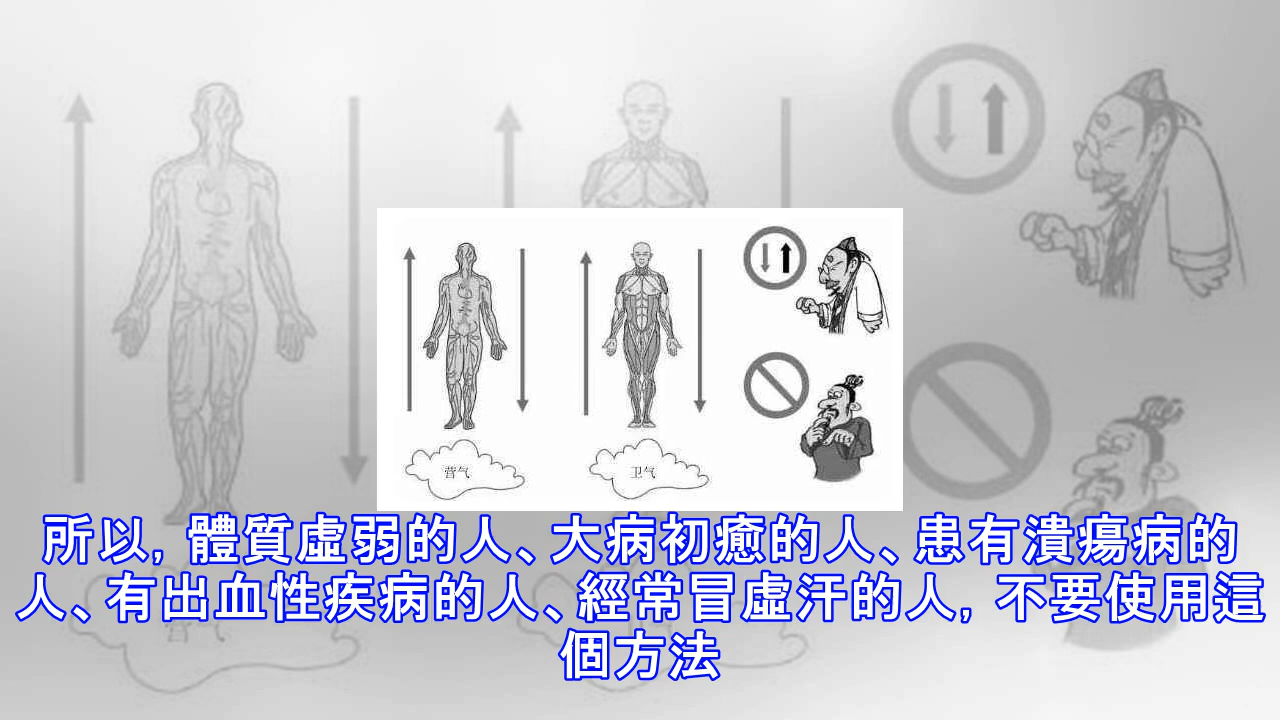 营气
卫气
所以, 體質虛弱的人、大病初癒的人、患有潰瘍病的
人、有出血性疾病的人、經常冒虛汗的人, 不要使用這
個方法